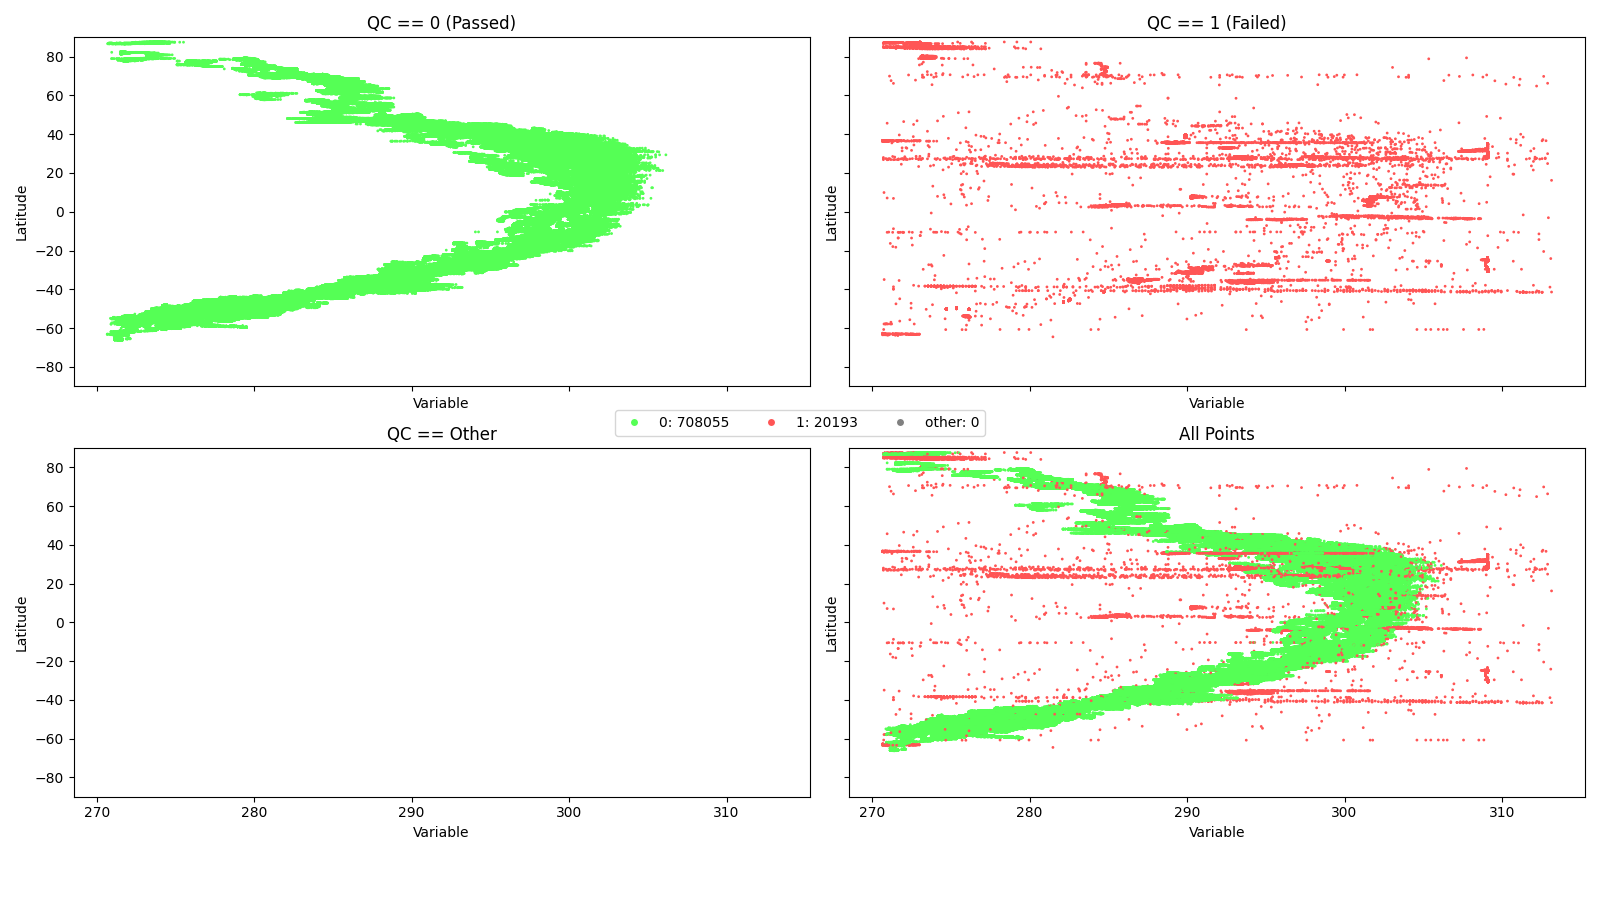 QC == 0 (Passed)
QC == 1 (Failed)
80
60
40
20
0
−20
−40
−60
−80
Latitude
Latitude
Variable
Variable
0: 708055
1: 20193
other: 0
QC == Other
All Points
80
60
40
20
0
−20
−40
−60
−80
Latitude
Latitude
270
280
290
300
310
270
280
290
300
310
Variable
Variable